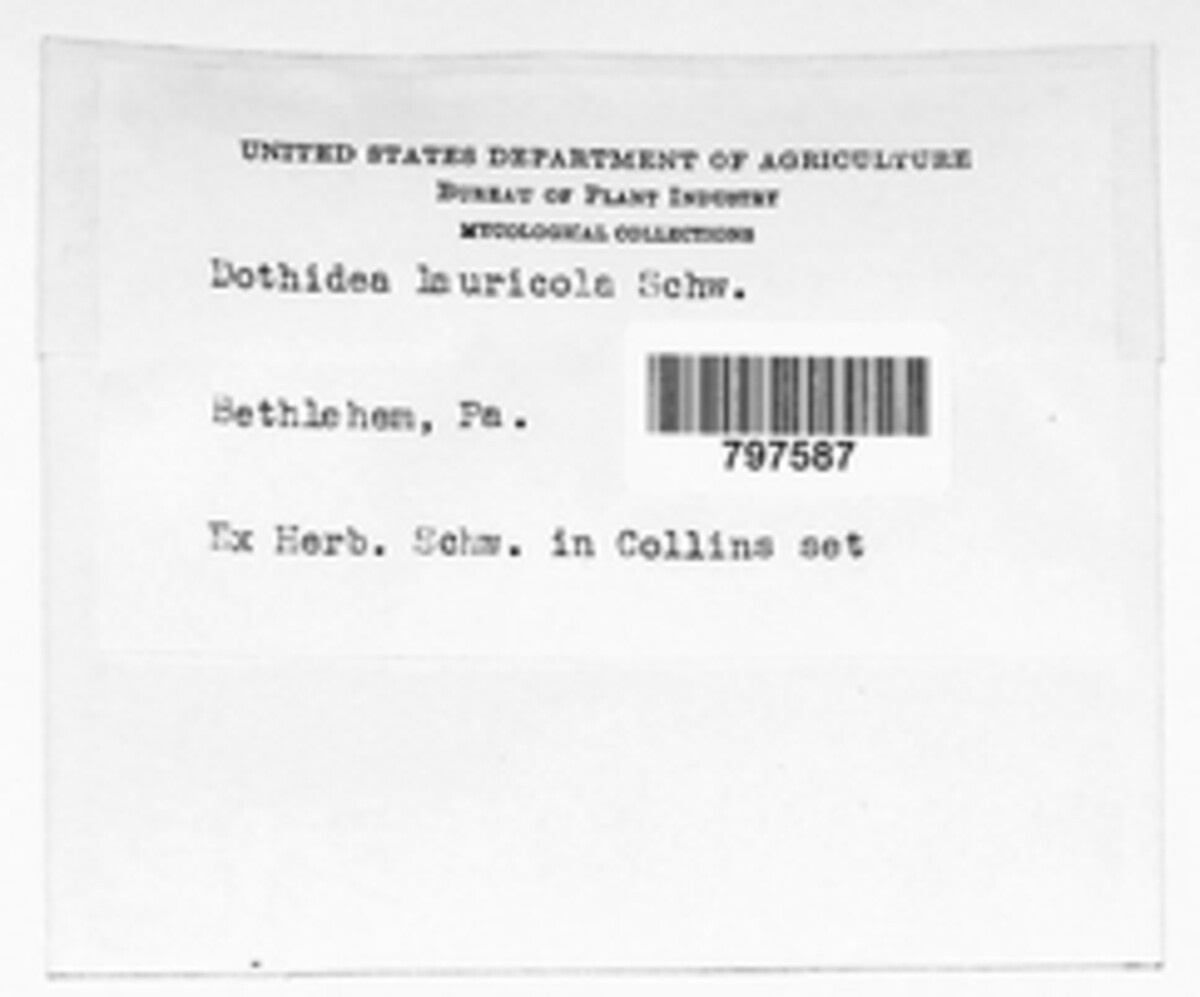 UNITED STATES DEPARTMENT OF AGRICULTURE
BUREAU OF PLANT INDUSTRY
MYCOLOGICAL COLLECTIONS
Dothidea lauricola Schw.
Bethlehem, Pa.
797587
Ex Herb. Schw. in Collins set